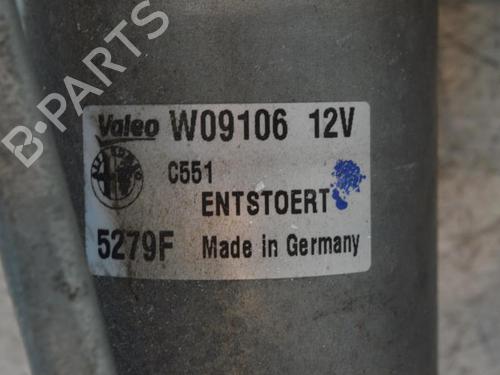 B-PARTS
Valeo W09106 12V
C551
ENTSTOERT
5279F Made in Germany